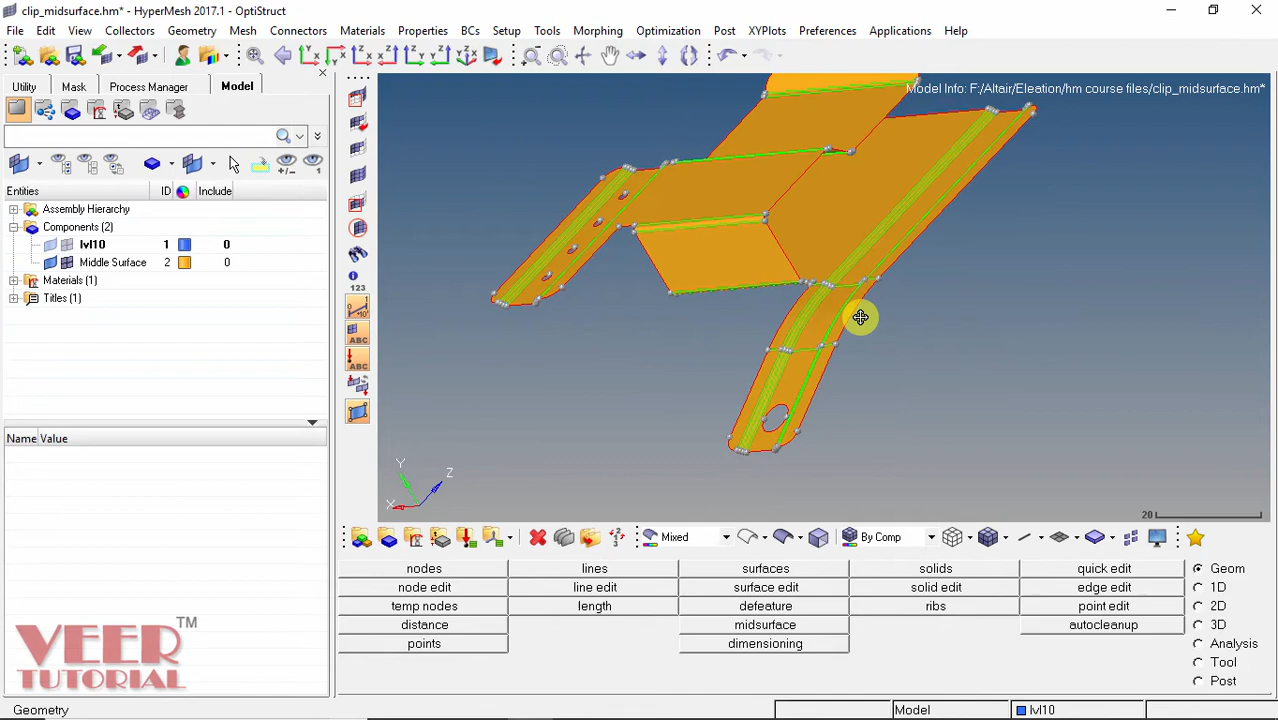 clip_midsurface.hm* - HyperMesh 2017.1 - OptiStruct
File Edit View Collectors Geometry Mesh Connectors Materials Properties BCs Setup Tools Morphing Optimization Post XYPlots Preferences Applications Help
Utility Mask Process Manager Model
Model Info: F:/Altair/Eleation/hm course files/clip_midsurface.hm*
Entities ID Include
Assembly Hierarchy
Components (2)
lvl10 1 0
Middle Surface 2 0
Materials (1)
Titles (1)
123
ABC
ABC
Name Value
Y
Z
X
20
Mixed By Comp
nodes lines surfaces solids quick edit Geom
node edit line edit surface edit solid edit edge edit 1D
temp nodes length defeature ribs point edit 2D
distance midsurface autocleanup 3D
points dimensioning Analysis
Tool
Post
VEER TM
TUTORIAL
Geometry Model lvl10